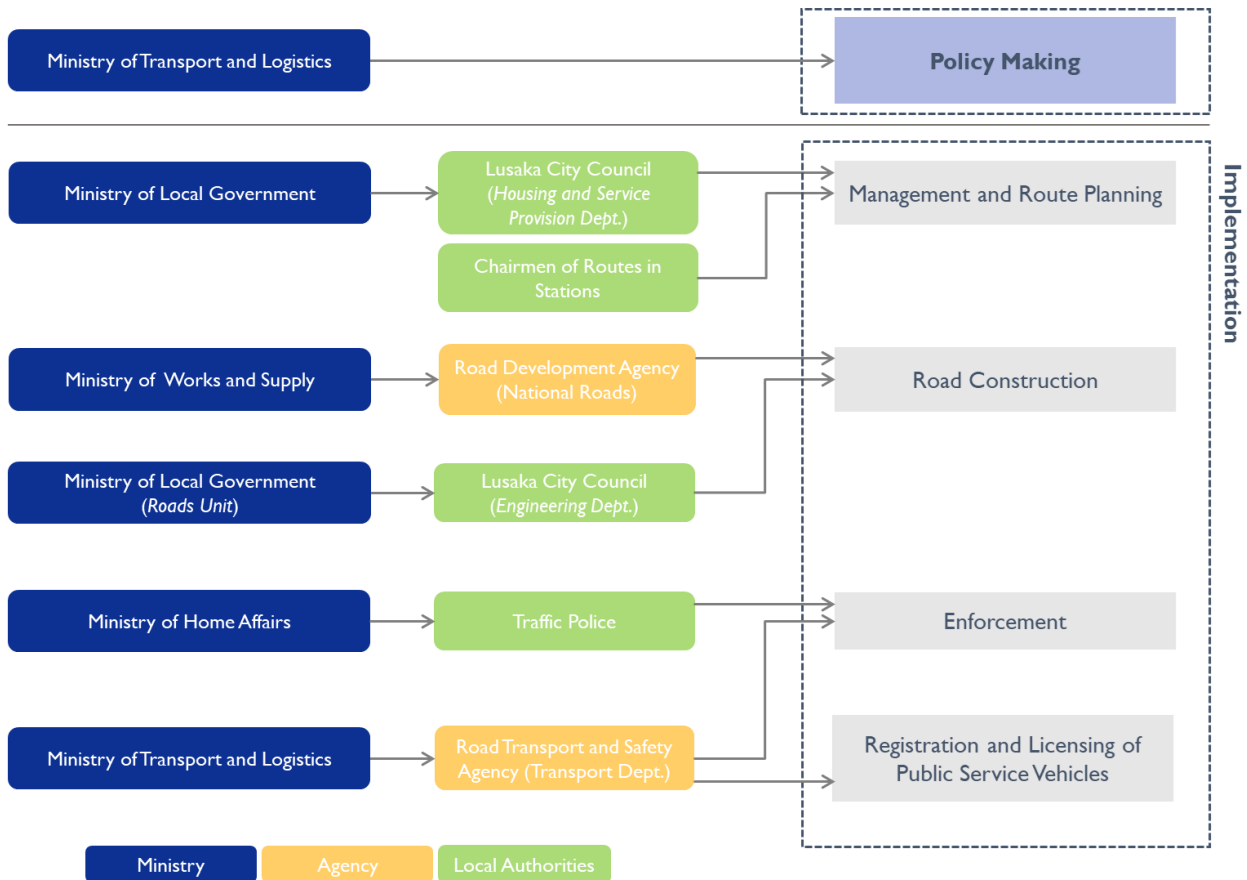 Ministry of Transport and Logistics
Policy Making
Ministry of Local Government
Lusaka City Council
(Housing and Service
Provision Dept.)
Management and Route Planning
Chairmen of Routes in
Stations
Implementation
Ministry of Works and Supply
Road Development Agency
(National Roads)
Road Construction
Ministry of Local Government
(Roads Unit)
Lusaka City Council
(Engineering Dept.)
Ministry of Home Affairs
Traffic Police
Enforcement
Ministry of Transport and Logistics
Road Transport and Safety
Agency (Transport Dept.)
Registration and Licensing of
Public Service Vehicles
Ministry
Agency
Local Authorities